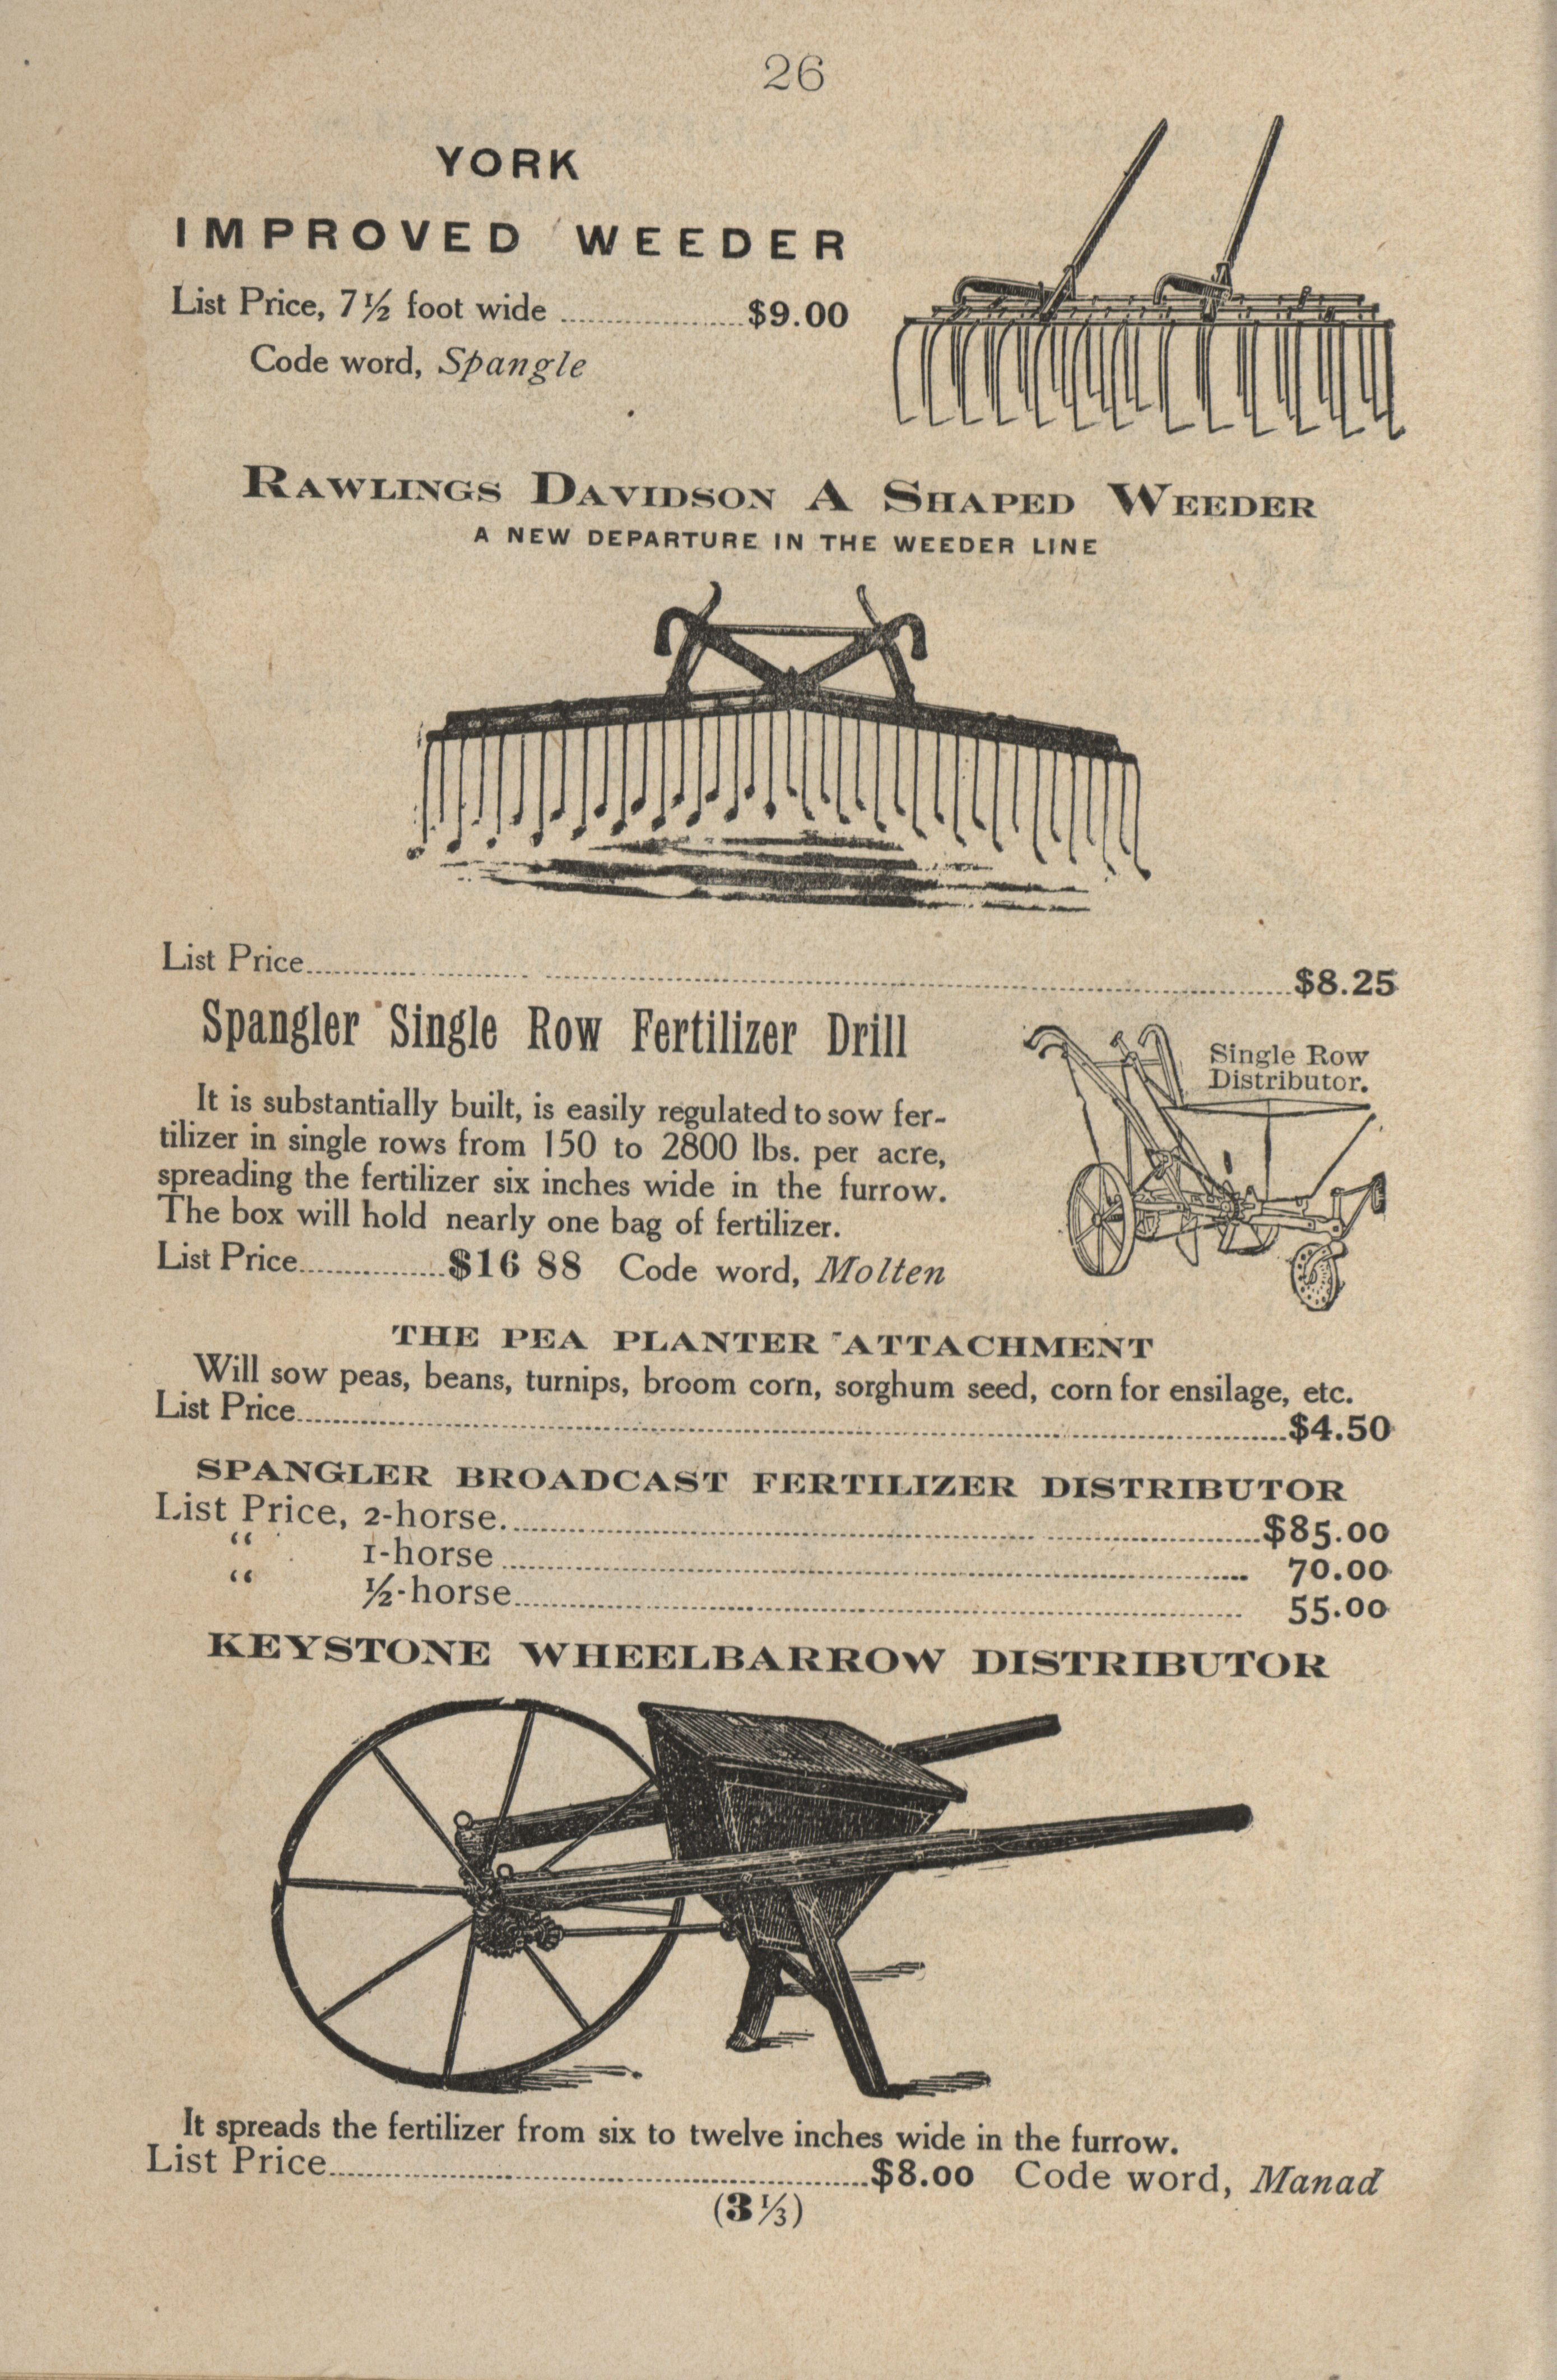 26
YORK
IMPROVED WEEDER
List Price, 7½ foot wide ..................$9.00
Code word, Spangle
RAWLINGS DAVIDSON A SHAPED WEEDER
A NEW DEPARTURE IN THE WEEDER LINE
List Price..................$8.25
Spangler Single Row Fertilizer Drill
Single Row
Distributor.
It is substantially built, is easily regulated to sow fer-
tilizer in single rows from 150 to 2800 lbs. per acre,
spreading the fertilizer six inches wide in the furrow.
The box will hold nearly one bag of fertilizer.
List Price..................$16 88 Code word, Molten
THE PEA PLANTER ATTACHMENT
Will sow peas, beans, turnips, broom corn, sorghum seed, corn for ensilage, etc.
List Price..................$4.50
SPANGLER BROADCAST FERTILIZER DISTRIBUTOR
List Price, 2-horse..................$85.00
“ 1-horse.................. 70.00
“ ½-horse.................. 55.00
KEYSTONE WHEELBARROW DISTRIBUTOR
It spreads the fertilizer from six to twelve inches wide in the furrow.
List Price..................$8.00 Code word, Manad
(3⅓)